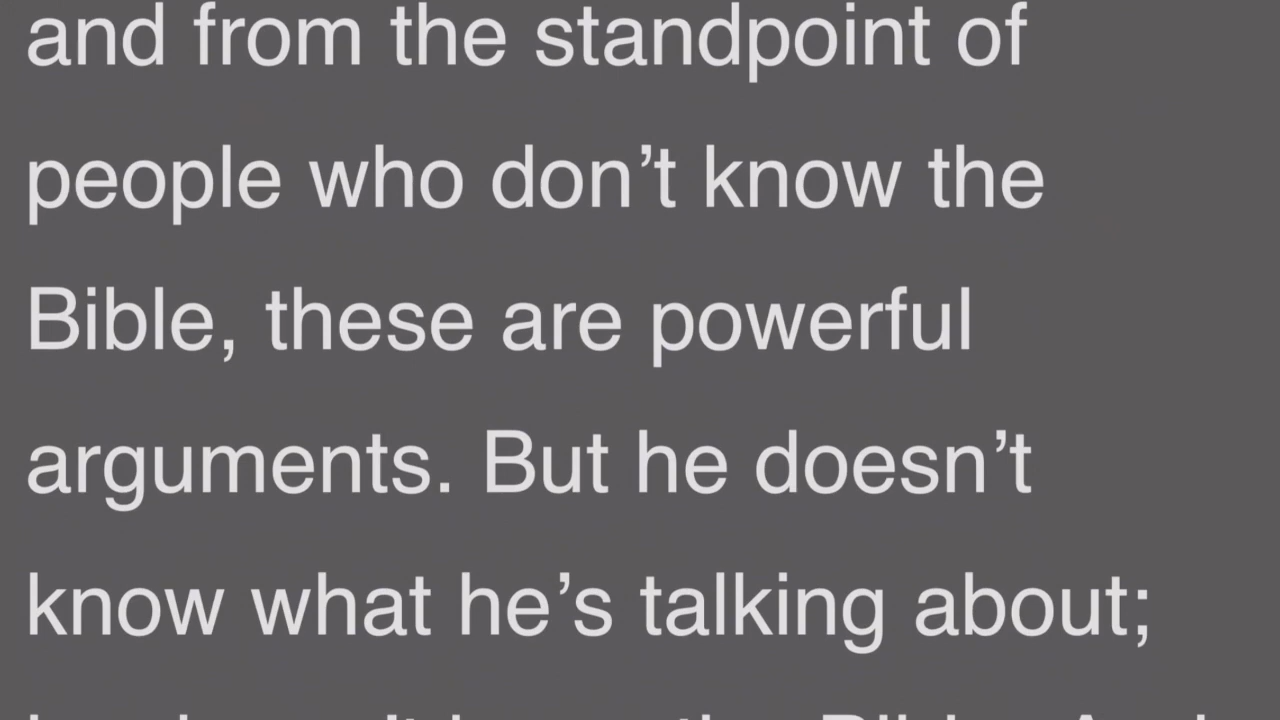 and from the standpoint of
people who don’t know the
Bible, these are powerful
arguments. But he doesn’t
know what he’s talking about;